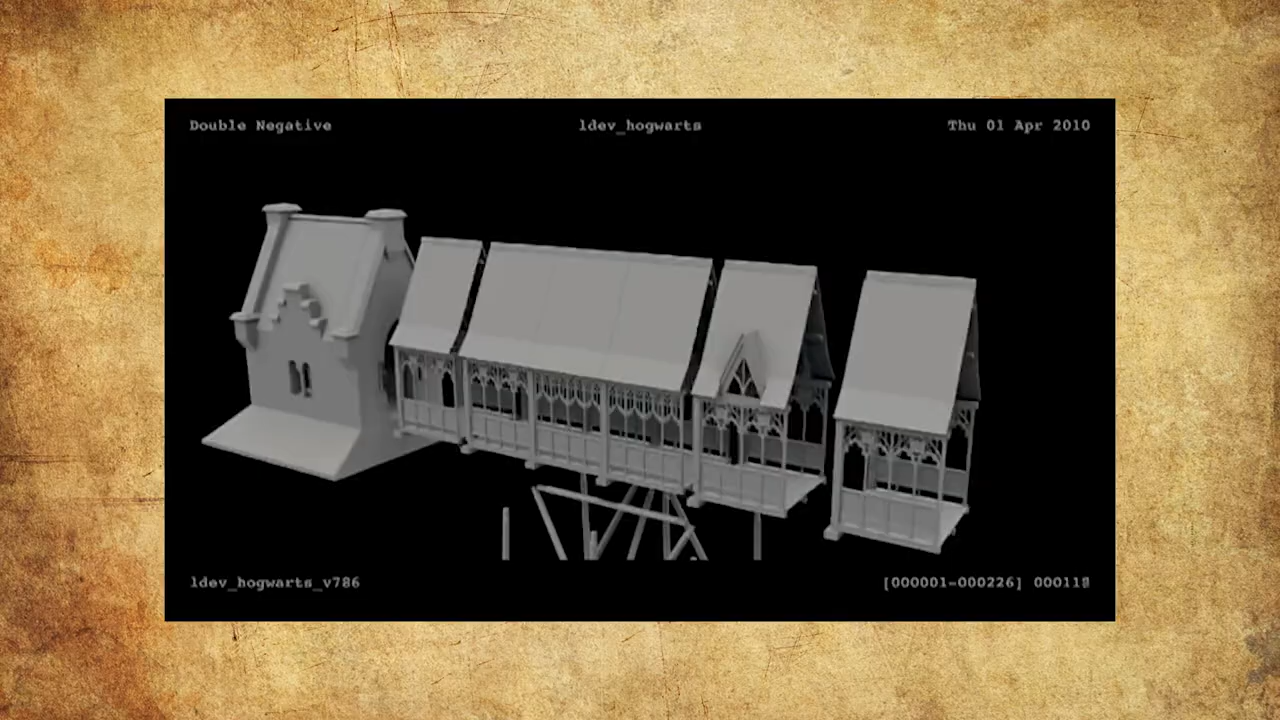 Double Negative
ldev_hogwarts
Thu 01 Apr 2010
ldev_hogwarts_v786
[000001-000226]